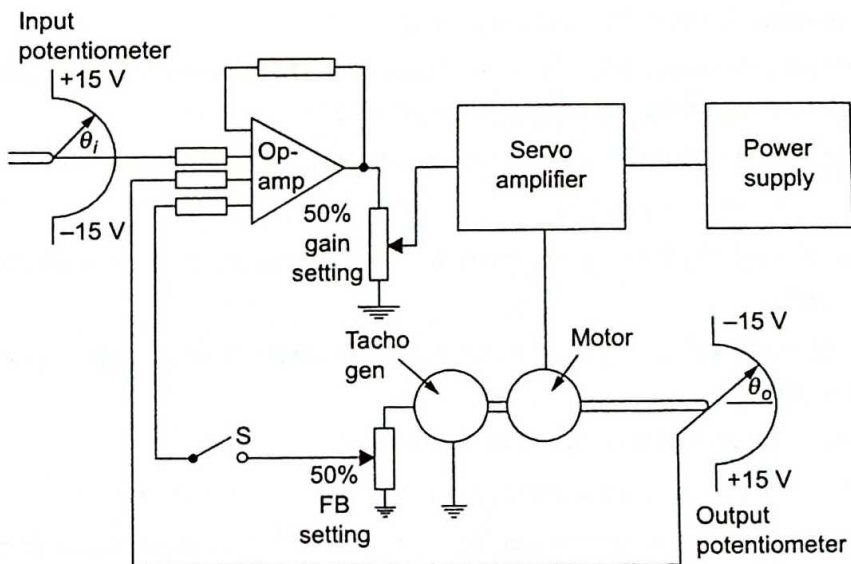 Input
potentiometer
+15 V
θi
–15 V
Op-
amp
50%
gain
setting
Servo
amplifier
Power
supply
Tacho
gen
Motor
–15 V
θo
+15 V
S
50%
FB
setting
Output
potentiometer